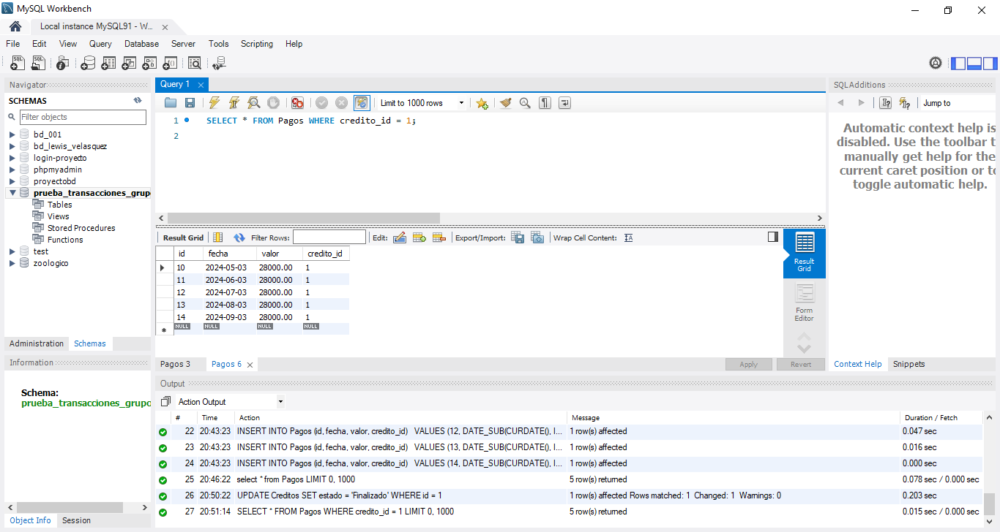 MySQL Workbench
Local instance MySQL91 - W...
File Edit View Query Database Server Tools Scripting Help
Navigator
SCHEMAS
Filter objects
bd_001
bd_lewis_velasquez
login-proyecto
phpmyadmin
proyectobd
prueba_transacciones_grupo
Tables
Views
Stored Procedures
Functions
test
zoologico
Administration Schemas
Information
Schema:
prueba_transacciones_grupo
Object Info Session
Query 1
Limit to 1000 rows
1 SELECT * FROM Pagos WHERE credito_id = 1;
2
Result Grid Filter Rows: Edit: Export/Import: Wrap Cell Content:
id fecha valor credito_id
10 2024-05-03 28000.00 1
11 2024-06-03 28000.00 1
12 2024-07-03 28000.00 1
13 2024-08-03 28000.00 1
14 2024-09-03 28000.00 1
NULL NULL NULL NULL
Result
Grid
Form
Editor
Pagos 3 Pagos 6 Apply Revert
SQLAdditions
Jump to
Automatic context help is
disabled. Use the toolbar t
manually get help for the
current caret position or to
toggle automatic help.
Context Help Snippets
Output
Action Output
# Time Action Message Duration / Fetch
22 20:43:23 INSERT INTO Pagos (id, fecha, valor, credito_id) VALUES (12, DATE_SUB(CURDATE(), I... 1 row(s) affected 0.047 sec
23 20:43:23 INSERT INTO Pagos (id, fecha, valor, credito_id) VALUES (13, DATE_SUB(CURDATE(), I... 1 row(s) affected 0.016 sec
24 20:43:23 INSERT INTO Pagos (id, fecha, valor, credito_id) VALUES (14, DATE_SUB(CURDATE(), I... 1 row(s) affected 0.000 sec
25 20:46:22 select * from Pagos LIMIT 0, 1000 5 row(s) returned 0.078 sec / 0.000 sec
26 20:50:22 UPDATE Creditos SET estado = 'Finalizado' WHERE id = 1 1 row(s) affected Rows matched: 1 Changed: 1 Warnings: 0 0.203 sec
27 20:51:14 SELECT * FROM Pagos WHERE credito_id = 1 LIMIT 0, 1000 5 row(s) returned 0.015 sec / 0.000 sec